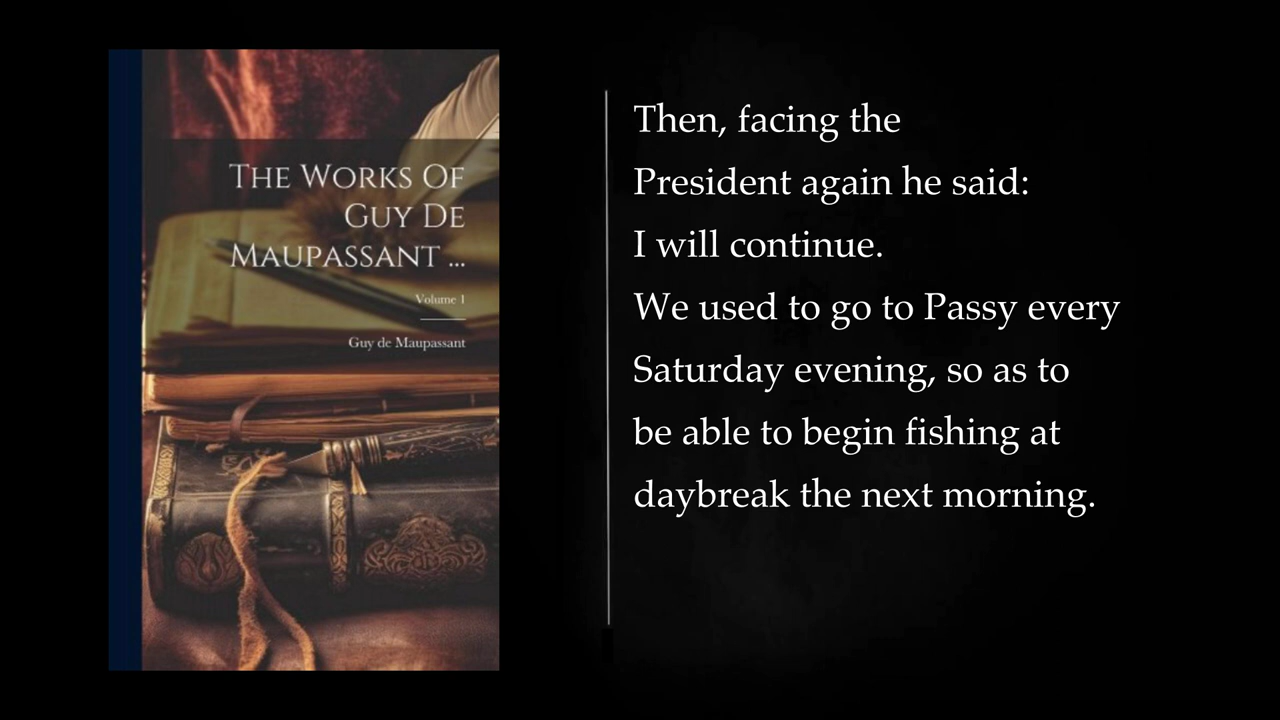 The Works Of
Guy De
Maupassant ...
Volume 1
Guy de Maupassant
Then, facing the
President again he said:
I will continue.
We used to go to Passy every
Saturday evening, so as to
be able to begin fishing at
daybreak the next morning.